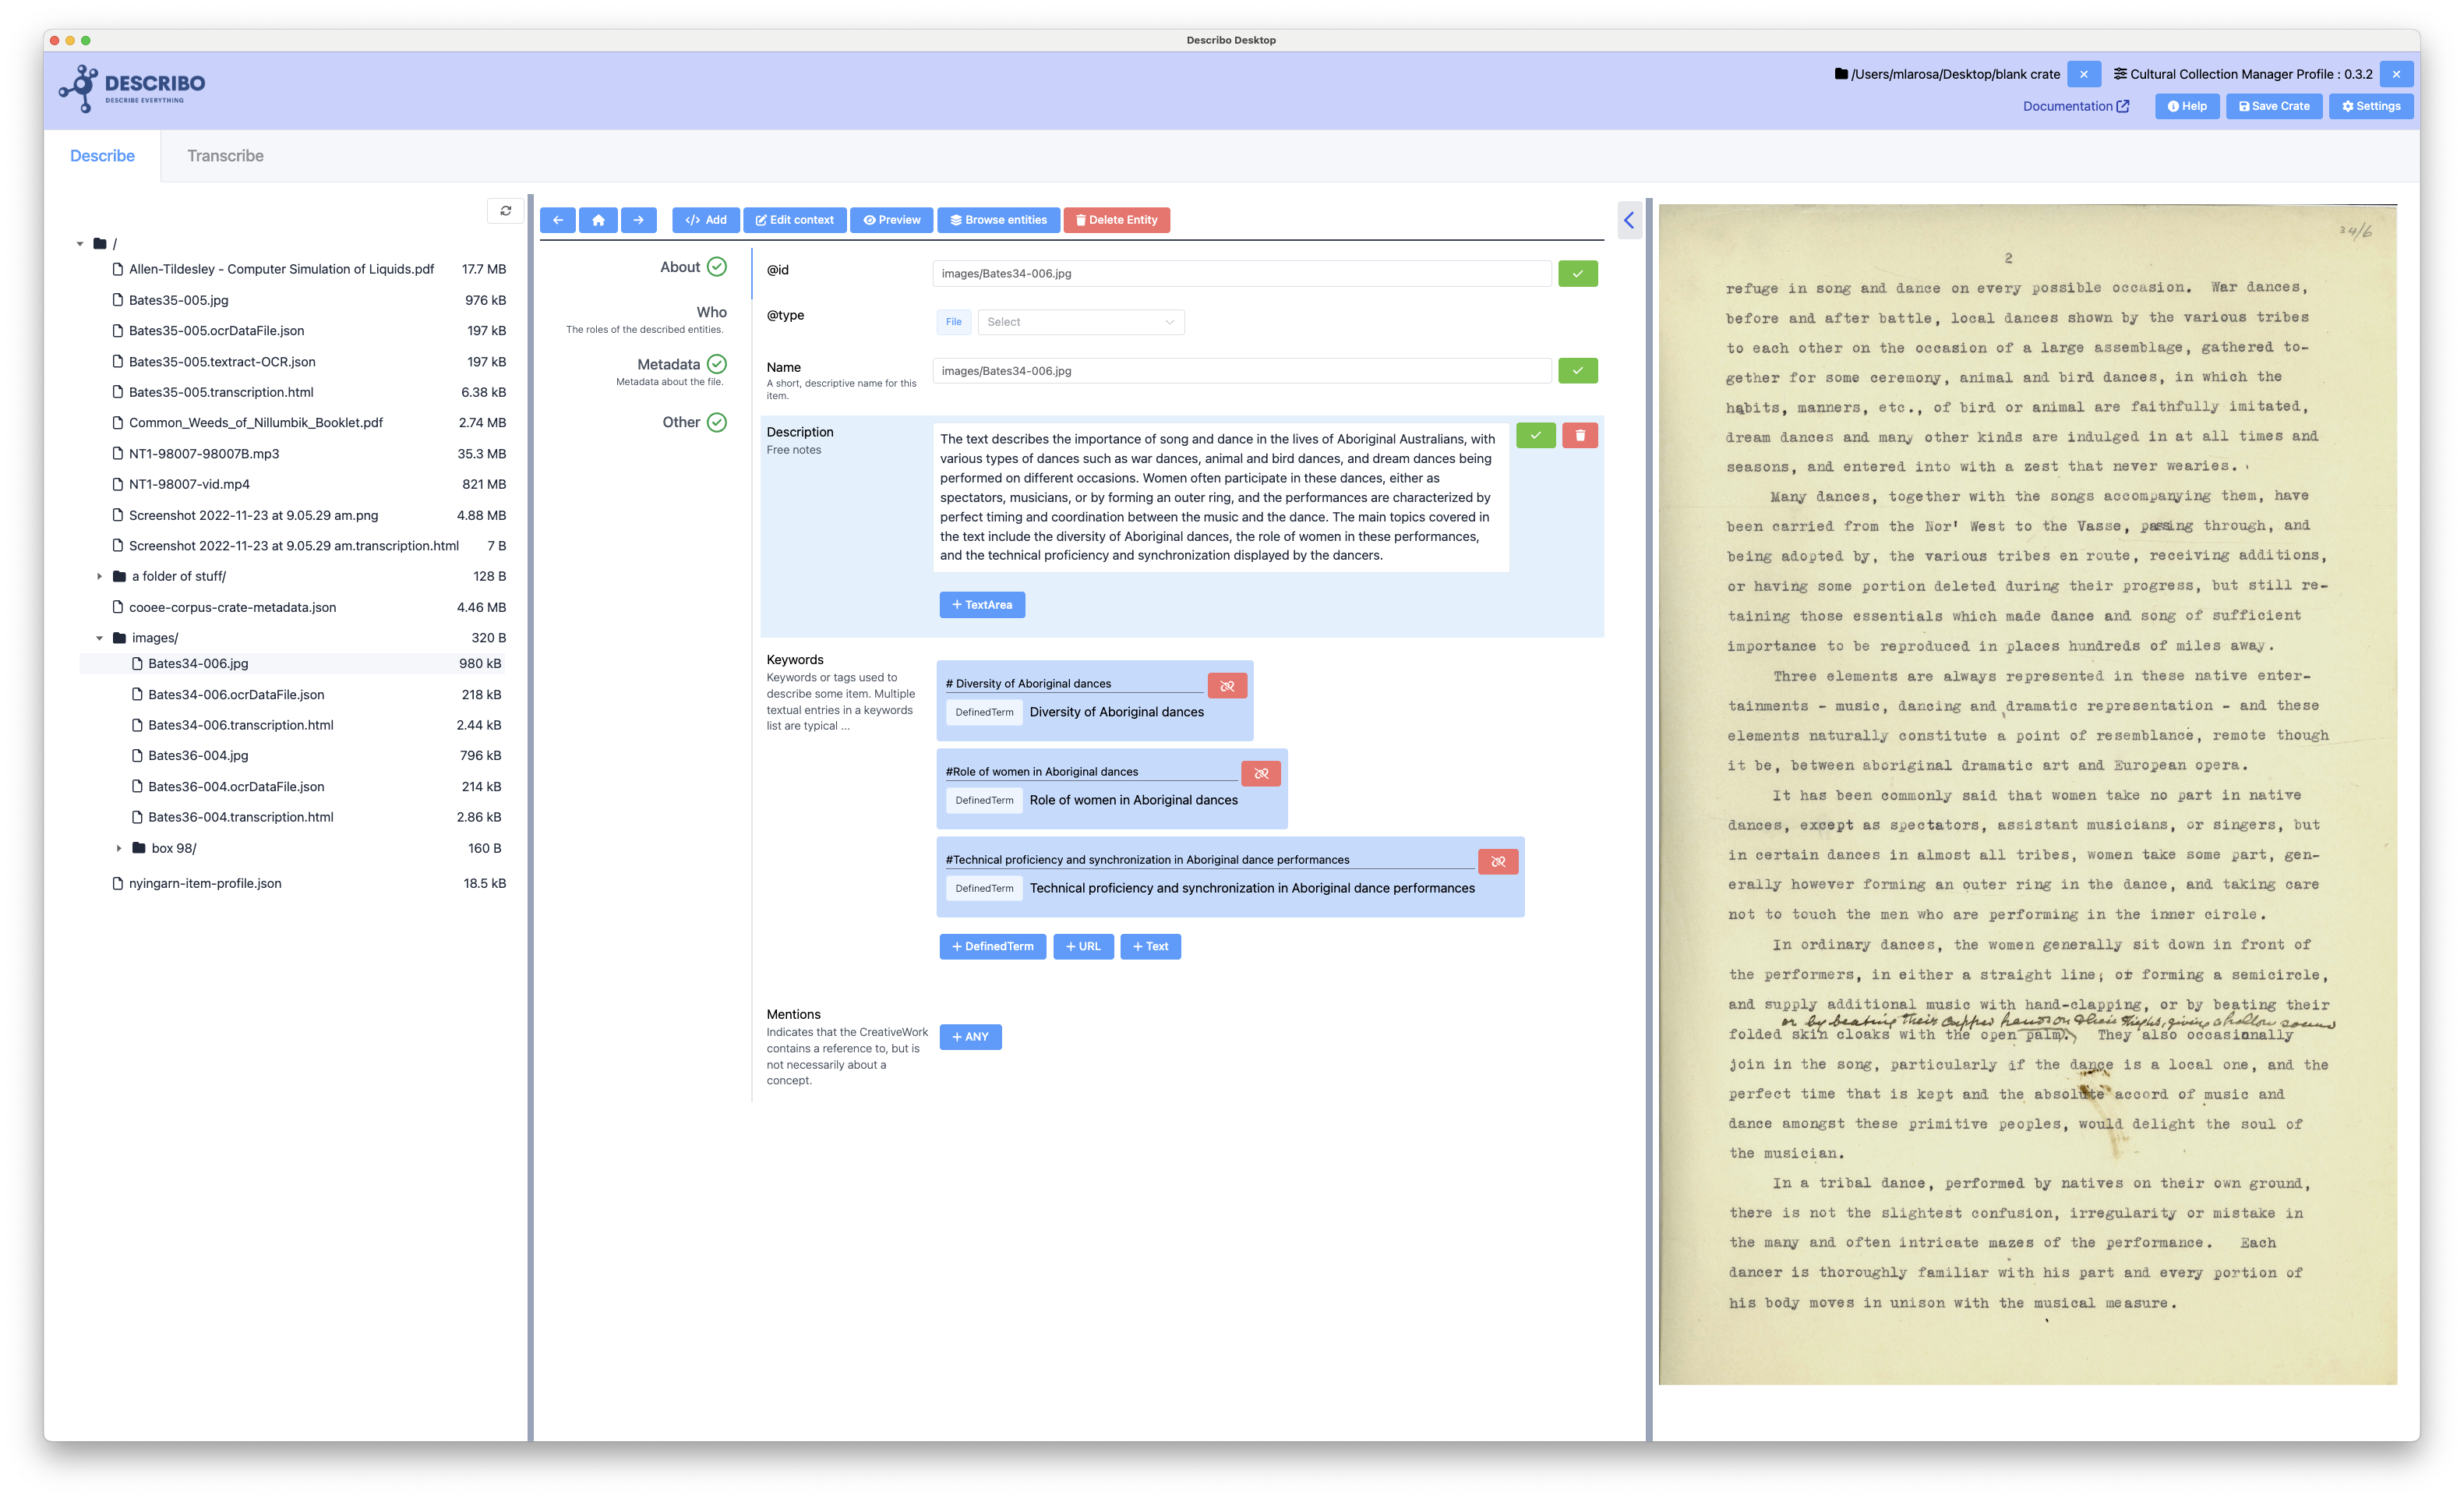 Describo Desktop
DESCRIBO
DESCRIBE EVERYTHING
/Users/mlarosa/Desktop/blank crate
Cultural Collection Manager Profile : 0.3.2
Documentation
Help
Save Crate
Settings
Describe
Transcribe
/
Allen-Tildesley - Computer Simulation of Liquids.pdf 17.7 MB
Bates35-005.jpg 976 kB
Bates35-005.ocrDataFile.json 197 kB
Bates35-005.textract-OCR.json 197 kB
Bates35-005.transcription.html 6.38 kB
Common_Weeds_of_Nillumbik_Booklet.pdf 2.74 MB
NT1-98007-98007B.mp3 35.3 MB
NT1-98007-vid.mp4 821 MB
Screenshot 2022-11-23 at 9.05.29 am.png 4.88 MB
Screenshot 2022-11-23 at 9.05.29 am.transcription.html 7 B
a folder of stuff/ 128 B
cooee-corpus-crate-metadata.json 4.46 MB
images/ 320 B
Bates34-006.jpg 980 kB
Bates34-006.ocrDataFile.json 218 kB
Bates34-006.transcription.html 2.44 kB
Bates36-004.jpg 796 kB
Bates36-004.ocrDataFile.json 214 kB
Bates36-004.transcription.html 2.86 kB
box 98/ 160 B
nyingarn-item-profile.json 18.5 kB
</> Add
Edit context
Preview
Browse entities
Delete Entity
About
Who
The roles of the described entities.
Metadata
Metadata about the file.
Other
@id
images/Bates34-006.jpg
@type
File
Select
Name
A short, descriptive name for this
item.
images/Bates34-006.jpg
Description
Free notes
The text describes the importance of song and dance in the lives of Aboriginal Australians, with
various types of dances such as war dances, animal and bird dances, and dream dances being
performed on different occasions. Women often participate in these dances, either as
spectators, musicians, or by forming an outer ring, and the performances are characterized by
perfect timing and coordination between the music and the dance. The main topics covered in
the text include the diversity of Aboriginal dances, the role of women in these performances,
and the technical proficiency and synchronization displayed by the dancers.
+ TextArea
Keywords
Keywords or tags used to
describe some item. Multiple
textual entries in a keywords
list are typical ...
# Diversity of Aboriginal dances
DefinedTerm Diversity of Aboriginal dances
#Role of women in Aboriginal dances
DefinedTerm Role of women in Aboriginal dances
#Technical proficiency and synchronization in Aboriginal dance performances
DefinedTerm Technical proficiency and synchronization in Aboriginal dance performances
+ DefinedTerm
+ URL
+ Text
Mentions
Indicates that the CreativeWork
contains a reference to, but is
not necessarily about a
concept.
+ ANY
34/6
2
refuge in song and dance on every possible occasion. War dances,
before and after battle, local dances shown by the various tribes
to each other on the occasion of a large assemblage, gathered to-
gether for some ceremony, animal and bird dances, in which the
habits, manners, etc., of bird or animal are faithfully imitated,
dream dances and many other kinds are indulged in at all times and
seasons, and entered into with a zest that never wearies.
Many dances, together with the songs accompanying them, have
been carried from the Nor' West to the Vasse, passing through, and
being adopted by, the various tribes en route, receiving additions,
or having some portion deleted during their progress, but still re-
taining those essentials which made dance and song of sufficient
importance to be reproduced in places hundreds of miles away.
Three elements are always represented in these native enter-
tainments - music, dancing and dramatic representation - and these
elements naturally constitute a point of resemblance, remote though
it be, between aboriginal dramatic art and European opera.
It has been commonly said that women take no part in native
dances, except as spectators, assistant musicians, or singers, but
in certain dances in almost all tribes, women take some part, gen-
erally however forming an outer ring in the dance, and taking care
not to touch the men who are performing in the inner circle.
In ordinary dances, the women generally sit down in front of
the performers, in either a straight line, or forming a semicircle,
and supply additional music with hand-clapping, or by beating their
or by beating their cupped hands on their thighs, giving a hollow sound
folded skin cloaks with the open palm. They also occasionally
join in the song, particularly if the dance is a local one, and the
perfect time that is kept and the absolute accord of music and
dance amongst these primitive peoples, would delight the soul of
the musician.
In a tribal dance, performed by natives on their own ground,
there is not the slightest confusion, irregularity or mistake in
the many and often intricate mazes of the performance. Each
dancer is thoroughly familiar with his part and every portion of
his body moves in unison with the musical measure.